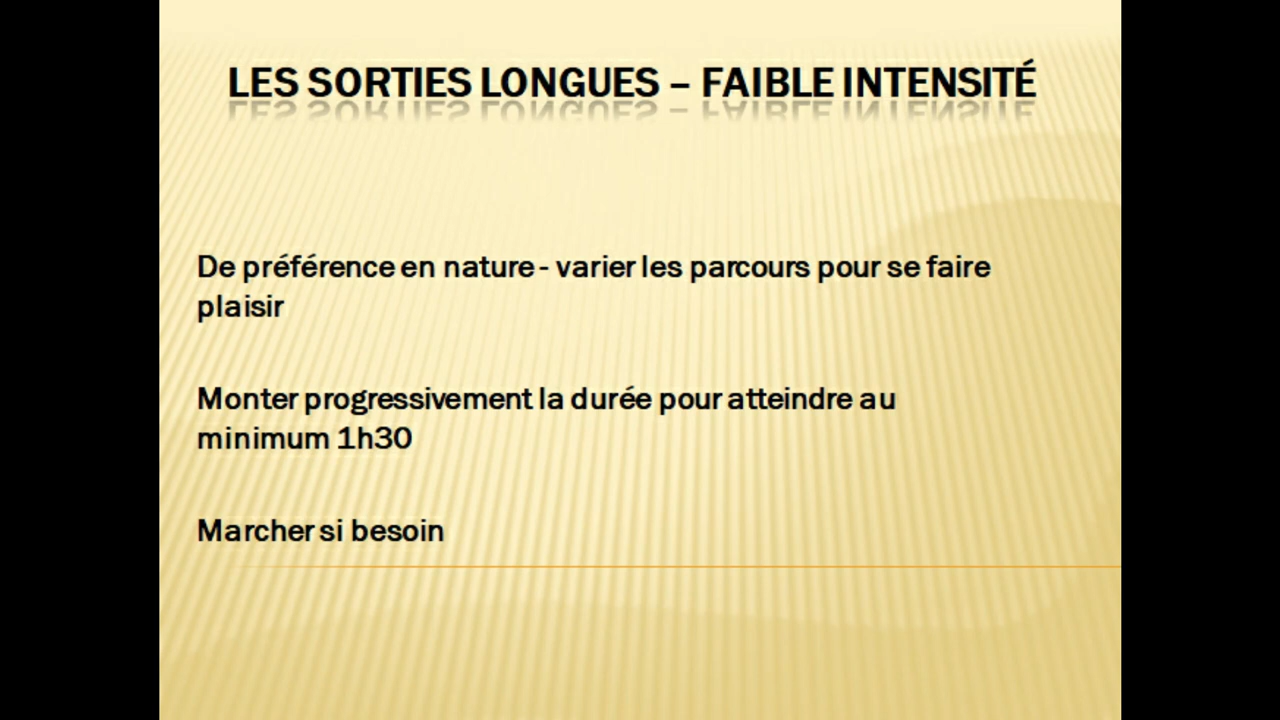 LES SORTIES LONGUES – FAIBLE INTENSITÉ
De préférence en nature - varier les parcours pour se faire
plaisir
Monter progressivement la durée pour atteindre au
minimum 1h30
Marcher si besoin